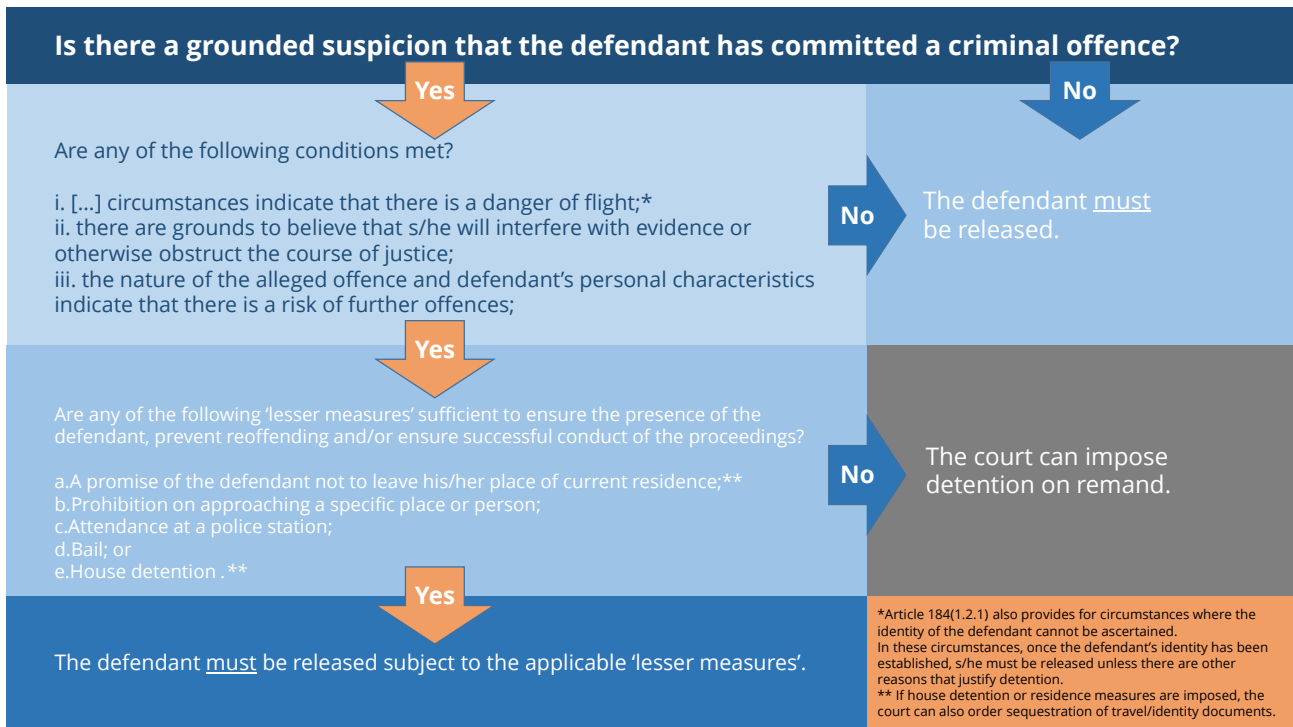 Is there a grounded suspicion that the defendant has committed a criminal offence?
Yes
No
Are any of the following conditions met?
i. [...] circumstances indicate that there is a danger of flight;*
ii. there are grounds to believe that s/he will interfere with evidence or
otherwise obstruct the course of justice;
iii. the nature of the alleged offence and defendant’s personal characteristics
indicate that there is a risk of further offences;
No
The defendant must
be released.
Yes
Are any of the following ‘lesser measures’ sufficient to ensure the presence of the
defendant, prevent reoffending and/or ensure successful conduct of the proceedings?
a.A promise of the defendant not to leave his/her place of current residence;**
b.Prohibition on approaching a specific place or person;
c.Attendance at a police station;
d.Bail; or
e.House detention .**
No
The court can impose
detention on remand.
Yes
The defendant must be released subject to the applicable ‘lesser measures’.
*Article 184(1.2.1) also provides for circumstances where the
identity of the defendant cannot be ascertained.
In these circumstances, once the defendant’s identity has been
established, s/he must be released unless there are other
reasons that justify detention.
** If house detention or residence measures are imposed, the
court can also order sequestration of travel/identity documents.